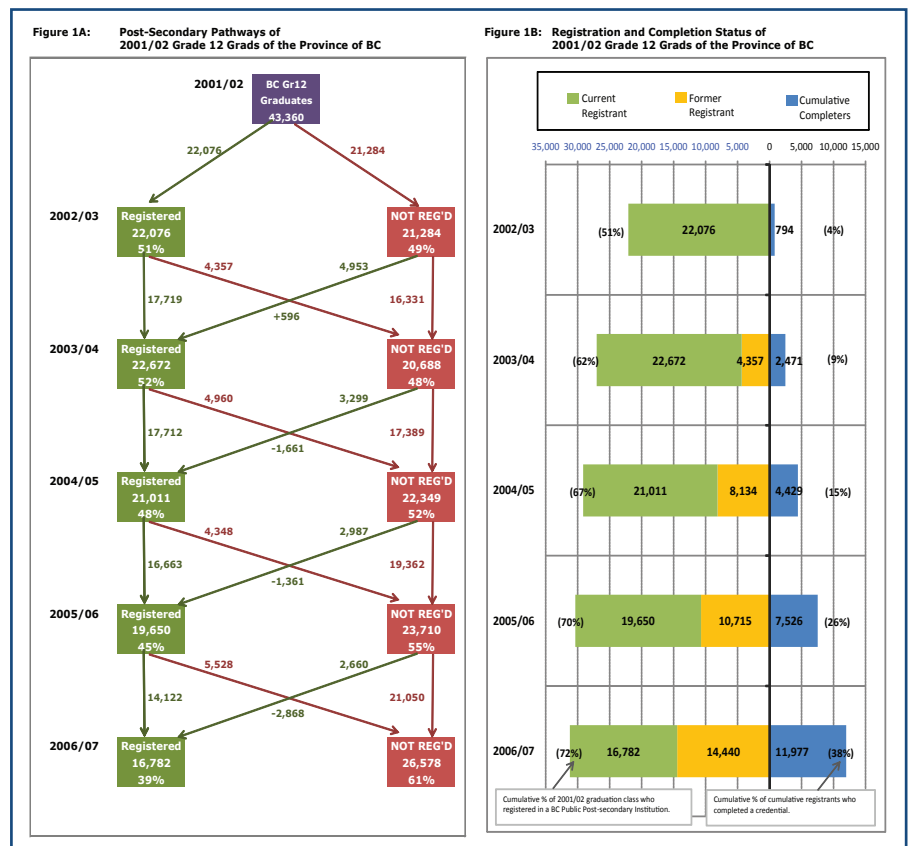 Figure 1A: Post-Secondary Pathways of
2001/02 Grade 12 Grads of the Province of BC
2001/02
BC Gr12
Graduates
43,360
22,076
21,284
2002/03
Registered
22,076
51%
NOT REG'D
21,284
49%
4,357
4,953
17,719
16,331
+596
2003/04
Registered
22,672
52%
NOT REG'D
20,688
48%
4,960
3,299
17,712
17,389
-1,661
2004/05
Registered
21,011
48%
NOT REG'D
22,349
52%
4,348
2,987
16,663
19,362
-1,361
2005/06
Registered
19,650
45%
NOT REG'D
23,710
55%
5,528
2,660
14,122
21,050
-2,868
2006/07
Registered
16,782
39%
NOT REG'D
26,578
61%
Figure 1B: Registration and Completion Status of
2001/02 Grade 12 Grads of the Province of BC
Current
Registrant
Former
Registrant
Cumulative
Completers
35,000 30,000 25,000 20,000 15,000 10,000 5,000 0 5,000 10,000 15,000
2002/03 (51%) 22,076 794 (4%)
2003/04 (62%) 22,672 4,357 2,471 (9%)
2004/05 (67%) 21,011 8,134 4,429 (15%)
2005/06 (70%) 19,650 10,715 7,526 (26%)
2006/07 (72%) 16,782 14,440 11,977 (38%)
Cumulative % of 2001/02 graduation class who
registered in a BC Public Post-secondary Institution.
Cumulative % of cumulative registrants who
completed a credential.